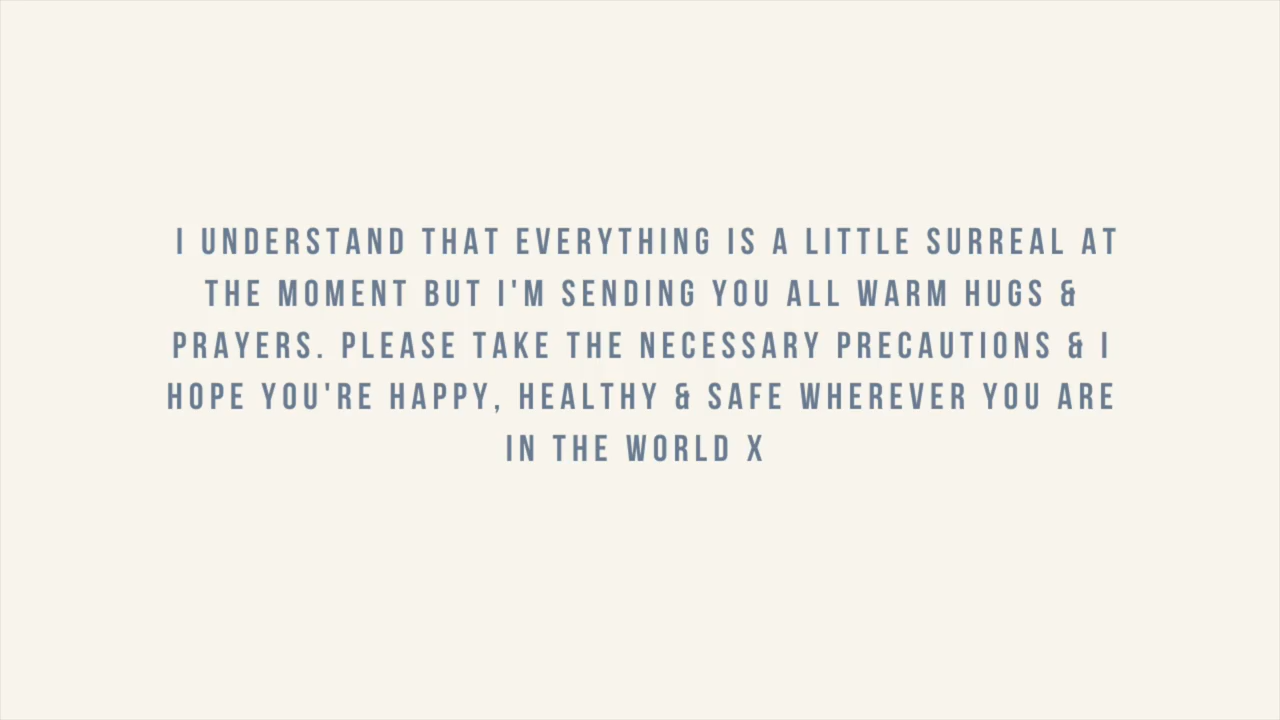 I UNDERSTAND THAT EVERYTHING IS A LITTLE SURREAL AT
THE MOMENT BUT I'M SENDING YOU ALL WARM HUGS &
PRAYERS. PLEASE TAKE THE NECESSARY PRECAUTIONS & I
HOPE YOU'RE HAPPY, HEALTHY & SAFE WHEREVER YOU ARE
IN THE WORLD X